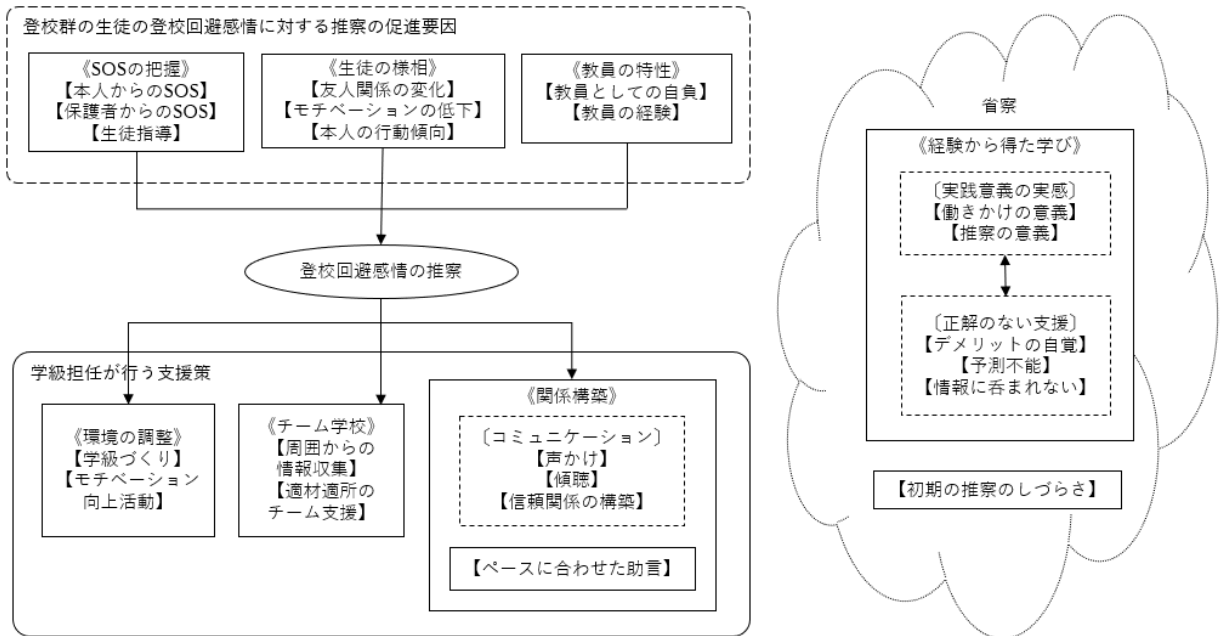 登校群の生徒の登校回避感情に対する推察の促進要因
《SOSの把握》
【本人からのSOS】
【保護者からのSOS】
【生徒指導】
《生徒の様相》
【友人関係の変化】
【モチベーションの低下】
【本人の行動傾向】
《教員の特性》
【教員としての自負】
【教員の経験】
登校回避感情の推察
学級担任が行う支援策
《環境の調整》
【学級づくり】
【モチベーション
向上活動】
《チーム学校》
【周囲からの
情報収集】
【適材適所の
チーム支援】
《関係構築》
〔コミュニケーション〕
【声かけ】
【傾聴】
【信頼関係の構築】
【ペースに合わせた助言】
省察
《経験から得た学び》
〔実践意義の実感〕
【働きかけの意義】
【推察の意義】
〔正解のない支援〕
【デメリットの自覚】
【予測不能】
【情報に呑まれない】
【初期の推察のしづらさ】